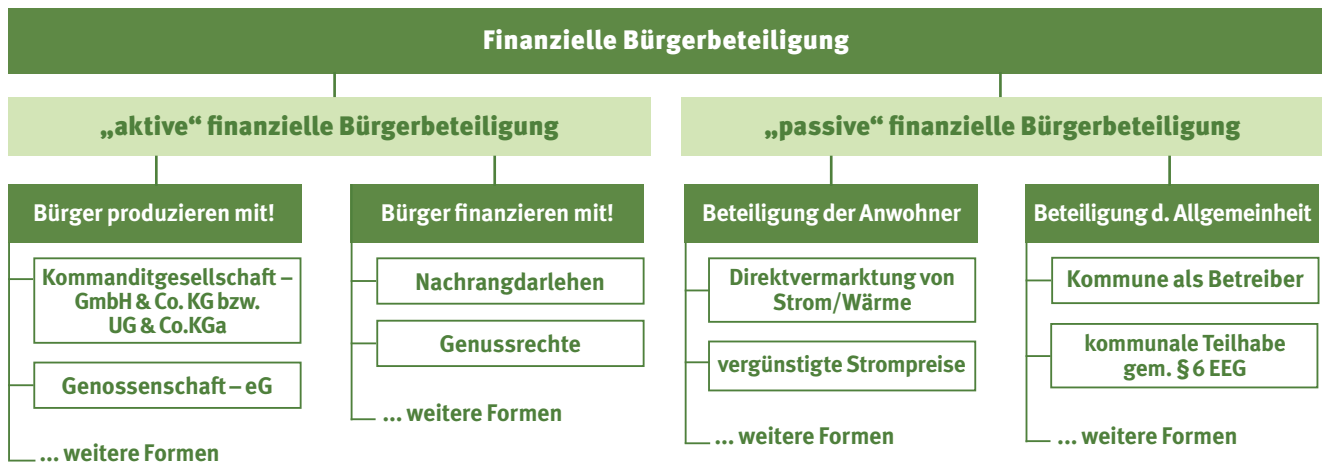 Finanzielle Bürgerbeteiligung
„aktive“ finanzielle Bürgerbeteiligung
„passive“ finanzielle Bürgerbeteiligung
Bürger produzieren mit!
Kommanditgesellschaft –
GmbH & Co. KG bzw.
UG & Co.KGa
Genossenschaft – eG
... weitere Formen
Bürger finanzieren mit!
Nachrangdarlehen
Genussrechte
... weitere Formen
Beteiligung der Anwohner
Direktvermarktung von
Strom/Wärme
vergünstigte Strompreise
... weitere Formen
Beteiligung d. Allgemeinheit
Kommune als Betreiber
kommunale Teilhabe
gem. § 6 EEG
... weitere Formen